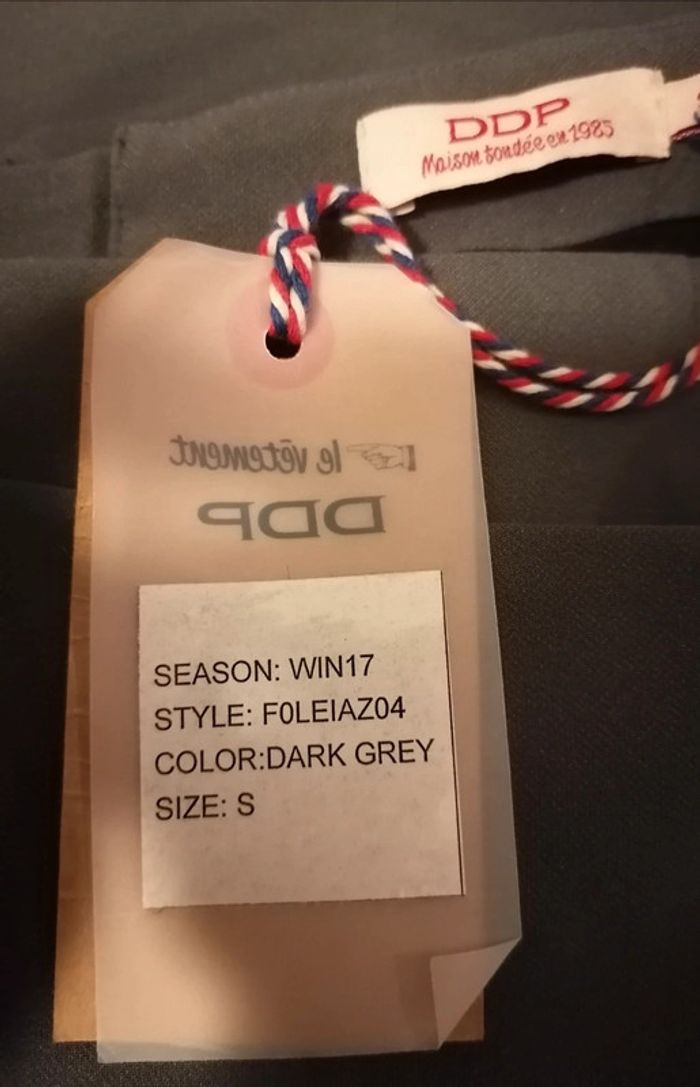 DDP
Maison fondée en 1985
le vêtement
DDP
SEASON: WIN17
STYLE: F0LEIAZ04
COLOR:DARK GREY
SIZE: S